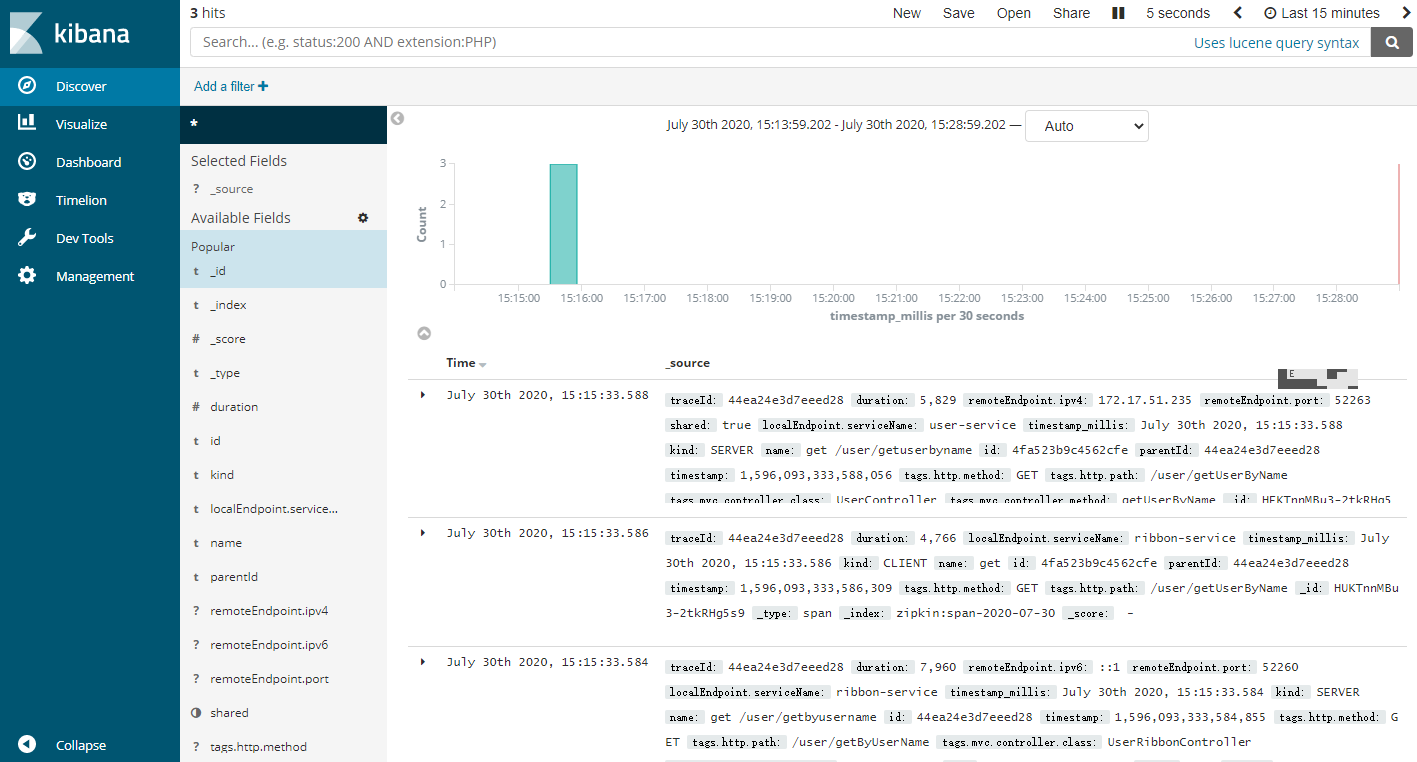 kibana
Discover
Visualize
Dashboard
Timelion
Dev Tools
Management
Collapse
3 hits
New Save Open Share 5 seconds Last 15 minutes
Search... (e.g. status:200 AND extension:PHP) Uses lucene query syntax
Add a filter +
*
Selected Fields
? _source
Available Fields
Popular
t _id
t _index
# _score
t _type
# duration
t id
t kind
t localEndpoint.service...
t name
t parentId
? remoteEndpoint.ipv4
? remoteEndpoint.ipv6
? remoteEndpoint.port
shared
? tags.http.method
July 30th 2020, 15:13:59.202 - July 30th 2020, 15:28:59.202 — Auto
Count
3
2
1
0
15:15:00 15:16:00 15:17:00 15:18:00 15:19:00 15:20:00 15:21:00 15:22:00 15:23:00 15:24:00 15:25:00 15:26:00 15:27:00 15:28:00
timestamp_millis per 30 seconds
Time _source
E
July 30th 2020, 15:15:33.588
traceId: 44ea24e3d7eeed28 duration: 5,829 remoteEndpoint.ipv4: 172.17.51.235 remoteEndpoint.port: 52263
shared: true localEndpoint.serviceName: user-service timestamp_millis: July 30th 2020, 15:15:33.588
kind: SERVER name: get /user/getuserbyname id: 4fa523b9c4562cfe parentId: 44ea24e3d7eeed28
timestamp: 1,596,093,333,588,056 tags.http.method: GET tags.http.path: /user/getUserByName
tags.mvc.controller.class: UserController tags.mvc.controller.method: getUserByName _id: HEKTnnMBu3-2tkRHg5
July 30th 2020, 15:15:33.586
traceId: 44ea24e3d7eeed28 duration: 4,766 localEndpoint.serviceName: ribbon-service timestamp_millis: July
30th 2020, 15:15:33.586 kind: CLIENT name: get id: 4fa523b9c4562cfe parentId: 44ea24e3d7eeed28
timestamp: 1,596,093,333,586,309 tags.http.method: GET tags.http.path: /user/getUserByName _id: HUKTnnMBu
3-2tkRHg5s9 _type: span _index: zipkin:span-2020-07-30 _score: -
July 30th 2020, 15:15:33.584
traceId: 44ea24e3d7eeed28 duration: 7,960 remoteEndpoint.ipv6: ::1 remoteEndpoint.port: 52260
localEndpoint.serviceName: ribbon-service timestamp_millis: July 30th 2020, 15:15:33.584 kind: SERVER
name: get /user/getbyusername id: 44ea24e3d7eeed28 timestamp: 1,596,093,333,584,855 tags.http.method: G
ET tags.http.path: /user/getByUserName tags.mvc.controller.class: UserRibbonController